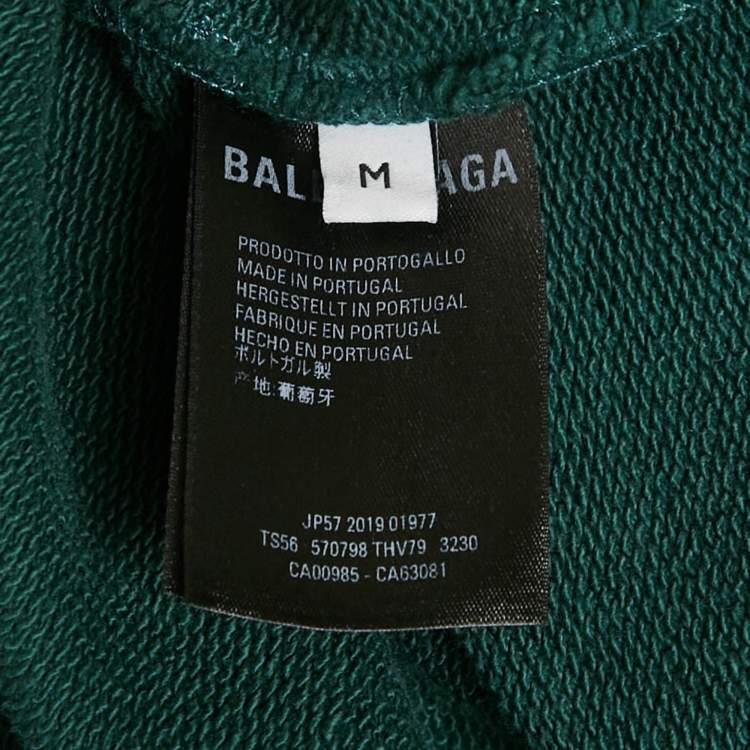 BAL AGA
M
PRODOTTO IN PORTOGALLO
MADE IN PORTUGAL
HERGESTELLT IN PORTUGAL
FABRIQUE EN PORTUGAL
HECHO EN PORTUGAL
ポルトガル製
产地:葡萄牙
JP57 2019 01977
TS56 570798 THV79 3230
CA00985 - CA63081